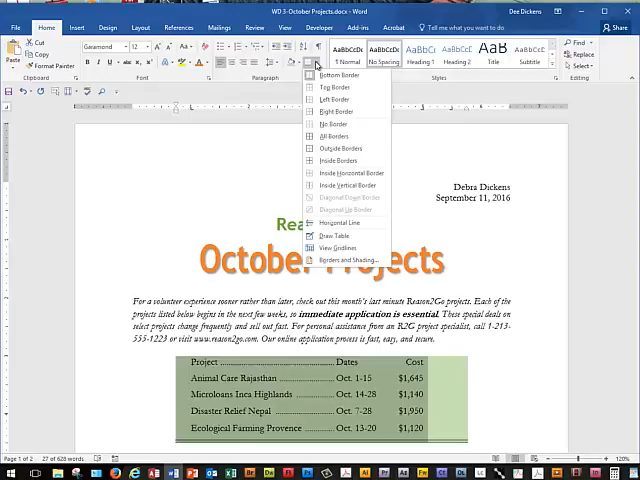 WD 3- October Projects.docx - Word
Dee Dickens
File Home Insert Draw Design Layout References Mailings Review View Developer Add-ins Acrobat Tell me what you want to do Share
Cut
Copy
Format Painter
Paste
Clipboard
Garamond 12
Font
Paragraph
AaBbCcDc AaBbCcDc AaBbCc AaBbCcC AaB AaBbCcD
1 Normal No Spacing Heading 1 Heading 2 Title Subtitle
Styles
Find
Replace
Select
Editing
Bottom Border
Top Border
Left Border
Right Border
No Border
All Borders
Outside Borders
Inside Borders
Inside Horizontal Border
Inside Vertical Border
Diagonal Down Border
Diagonal Up Border
Horizontal Line
Draw Table
View Gridlines
Borders and Shading...
Debra Dickens
September 11, 2016
Rea
October Projects
For a volunteer experience sooner rather than later, check out this month's last minute Reason2Go projects. Each of the
projects listed below begins in the next few weeks, so immediate application is essential. These special deals on
select projects change frequently and sell out fast. For personal assistance from an R2G project specialist, call 1-213-
555-1223 or visit www.reason2go.com. Our online application process is fast, easy, and secure.
Project Dates Cost
Animal Care Rajasthan Oct. 1-15 $1,645
Microloans Inca Highlands Oct. 14-28 $1,140
Disaster Relief Nepal Oct. 7-28 $1,950
Ecological Farming Provence Oct. 13-20 $1,120
Page 1 of 2 27 of 628 words
120%